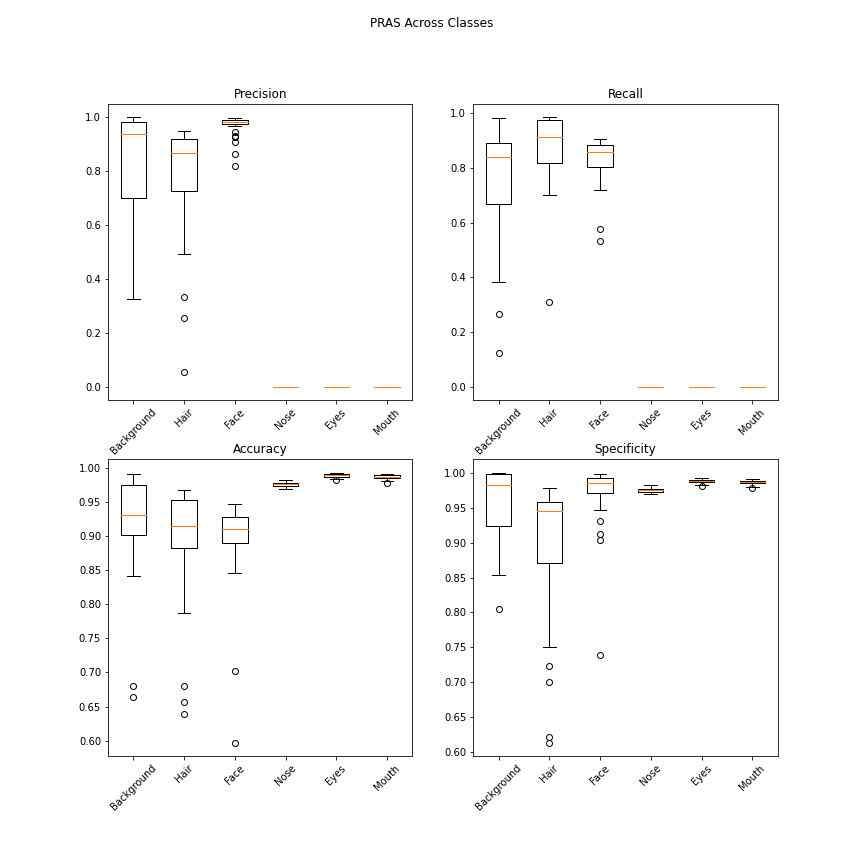 PRAS Across Classes
Precision
1.0
0.8
0.6
0.4
0.2
0.0
Background
Hair
Face
Nose
Eyes
Mouth
Recall
1.0
0.8
0.6
0.4
0.2
0.0
Background
Hair
Face
Nose
Eyes
Mouth
Accuracy
1.00
0.95
0.90
0.85
0.80
0.75
0.70
0.65
0.60
Background
Hair
Face
Nose
Eyes
Mouth
Specificity
1.00
0.95
0.90
0.85
0.80
0.75
0.70
0.65
0.60
Background
Hair
Face
Nose
Eyes
Mouth